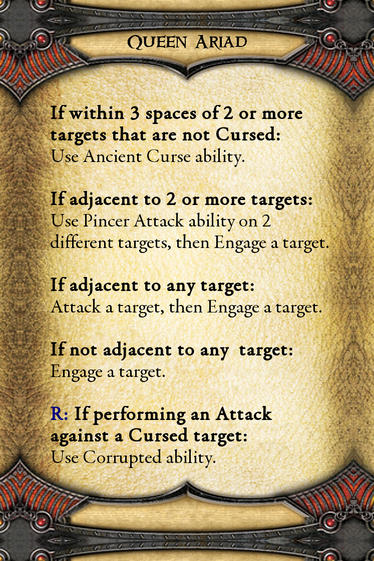 Queen Ariad
If within 3 spaces of 2 or more
targets that are not Cursed:
Use Ancient Curse ability.
If adjacent to 2 or more targets:
Use Pincer Attack ability on 2
different targets, then Engage a target.
If adjacent to any target:
Attack a target, then Engage a target.
If not adjacent to any target:
Engage a target.
R: If performing an Attack
against a Cursed target:
Use Corrupted ability.